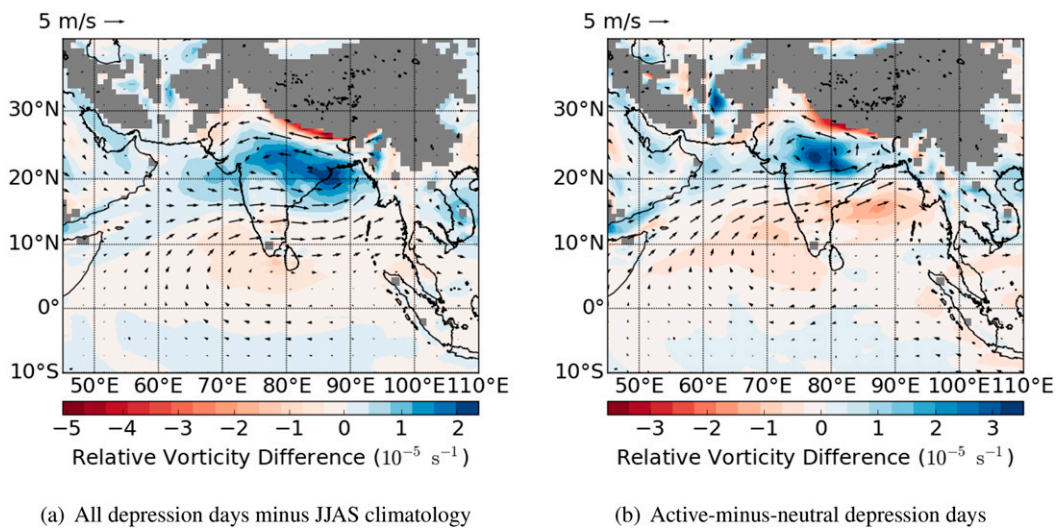 5 m/s →
5 m/s →
30°N
20°N
10°N
0°
10°S
50°E 60°E 70°E 80°E 90°E 100°E 110°E
−5 −4 −3 −2 −1 0 1 2
Relative Vorticity Difference (10⁻⁵ s⁻¹)
(a) All depression days minus JJAS climatology
30°N
20°N
10°N
0°
10°S
50°E 60°E 70°E 80°E 90°E 100°E 110°E
−3 −2 −1 0 1 2 3
Relative Vorticity Difference (10⁻⁵ s⁻¹)
(b) Active-minus-neutral depression days